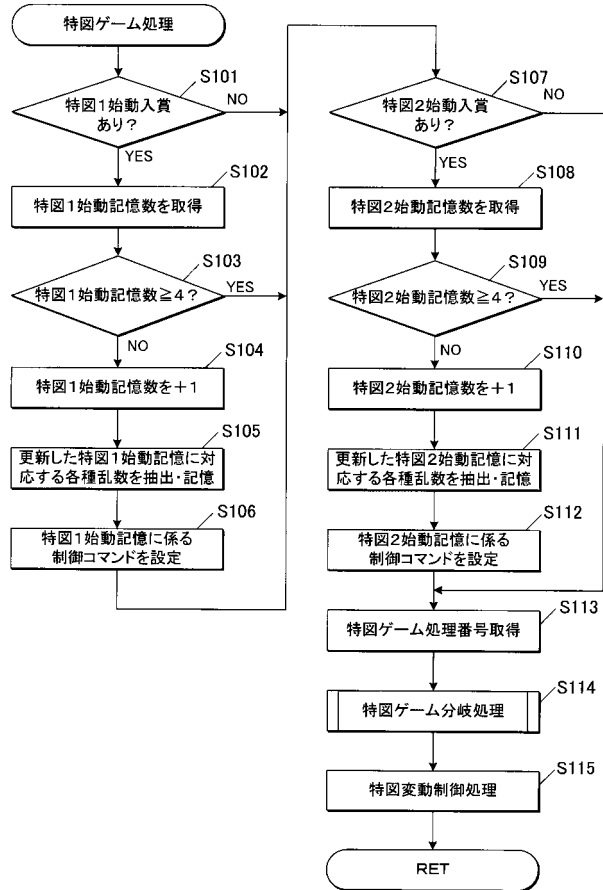 特図ゲーム処理
S101
特図1始動入賞
あり?
NO
YES
S102
特図1始動記憶数を取得
S103
特図1始動記憶数≧4?
YES
NO
S104
特図1始動記憶数を+1
S105
更新した特図1始動記憶に対
応する各種乱数を抽出・記憶
S106
特図1始動記憶に係る
制御コマンドを設定
S107
特図2始動入賞
あり?
NO
YES
S108
特図2始動記憶数を取得
S109
特図2始動記憶数≧4?
YES
NO
S110
特図2始動記憶数を+1
S111
更新した特図2始動記憶に対
応する各種乱数を抽出・記憶
S112
特図2始動記憶に係る
制御コマンドを設定
S113
特図ゲーム処理番号取得
S114
特図ゲーム分岐処理
S115
特図変動制御処理
RET